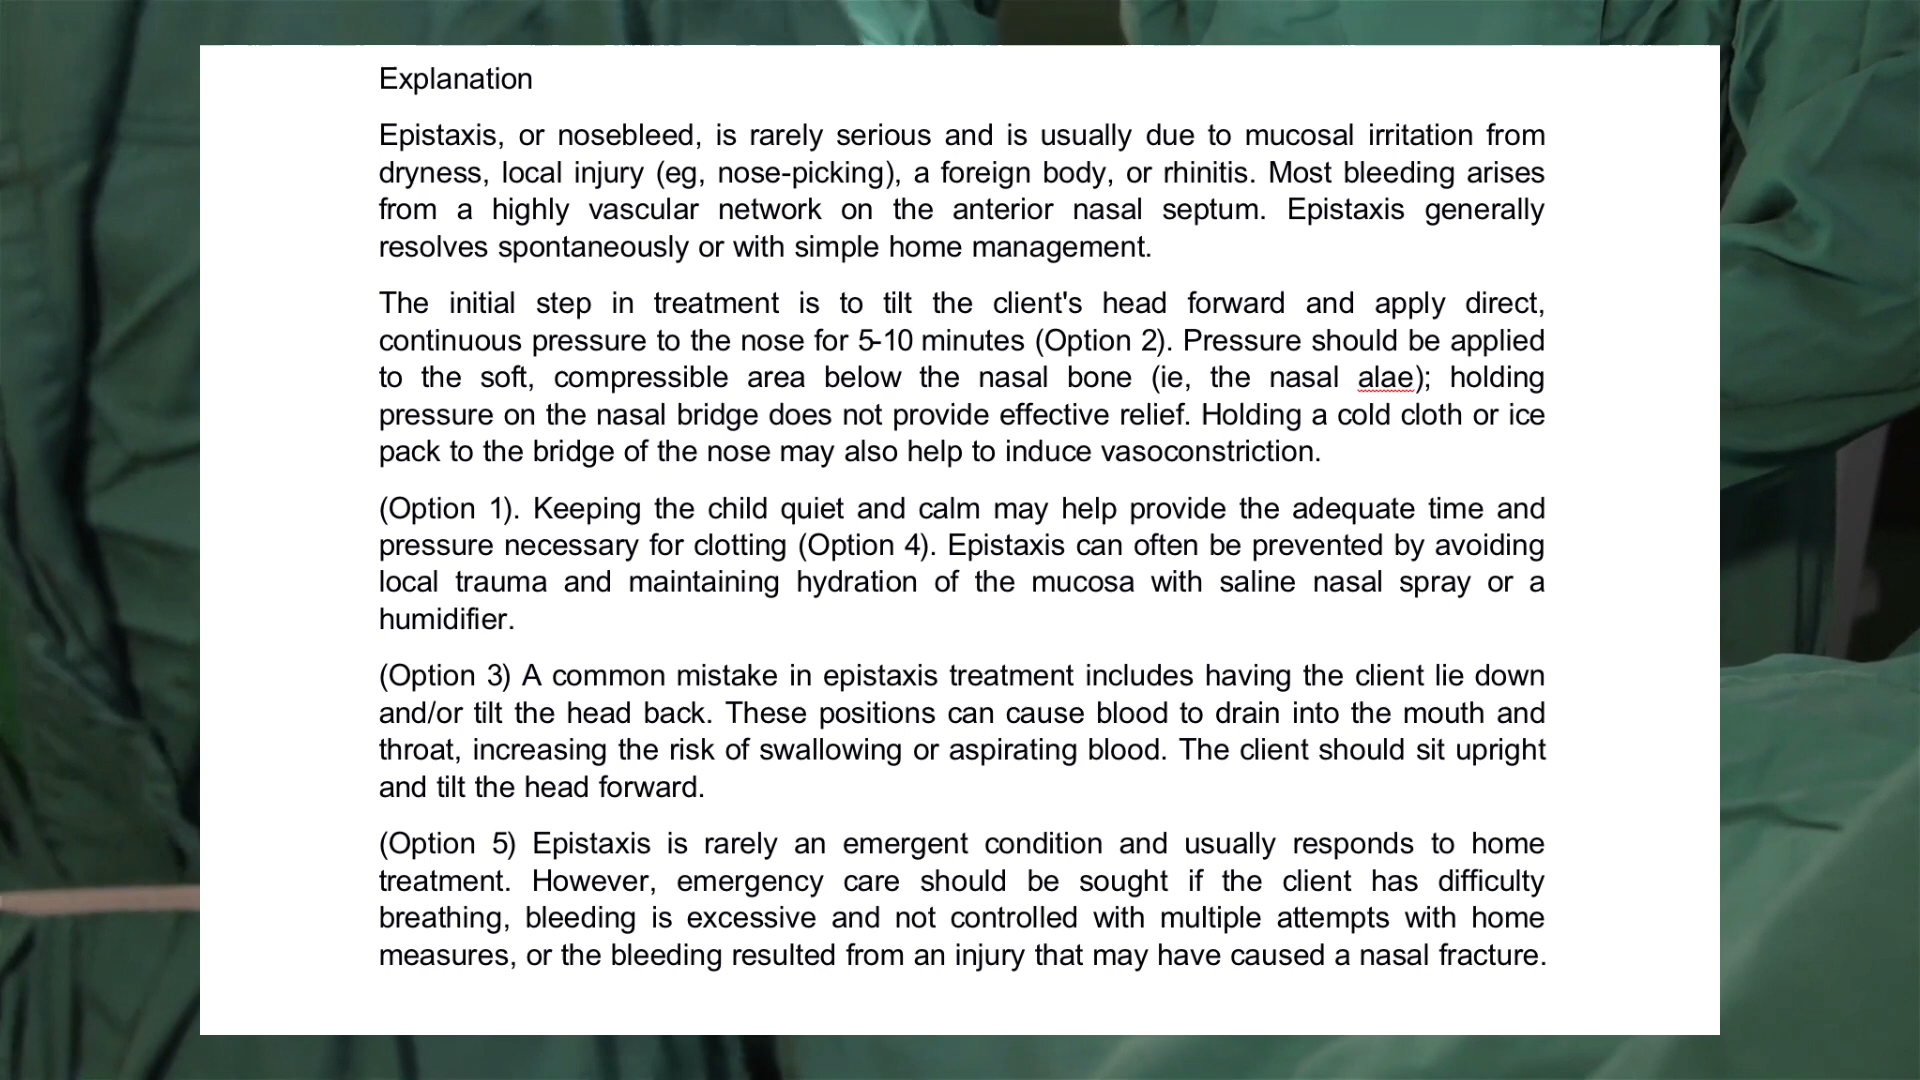 Explanation
Epistaxis, or nosebleed, is rarely serious and is usually due to mucosal irritation from
dryness, local injury (eg, nose-picking), a foreign body, or rhinitis. Most bleeding arises
from a highly vascular network on the anterior nasal septum. Epistaxis generally
resolves spontaneously or with simple home management.
The initial step in treatment is to tilt the client's head forward and apply direct,
continuous pressure to the nose for 5-10 minutes (Option 2). Pressure should be applied
to the soft, compressible area below the nasal bone (ie, the nasal alae); holding
pressure on the nasal bridge does not provide effective relief. Holding a cold cloth or ice
pack to the bridge of the nose may also help to induce vasoconstriction.
(Option 1). Keeping the child quiet and calm may help provide the adequate time and
pressure necessary for clotting (Option 4). Epistaxis can often be prevented by avoiding
local trauma and maintaining hydration of the mucosa with saline nasal spray or a
humidifier.
(Option 3) A common mistake in epistaxis treatment includes having the client lie down
and/or tilt the head back. These positions can cause blood to drain into the mouth and
throat, increasing the risk of swallowing or aspirating blood. The client should sit upright
and tilt the head forward.
(Option 5) Epistaxis is rarely an emergent condition and usually responds to home
treatment. However, emergency care should be sought if the client has difficulty
breathing, bleeding is excessive and not controlled with multiple attempts with home
measures, or the bleeding resulted from an injury that may have caused a nasal fracture.